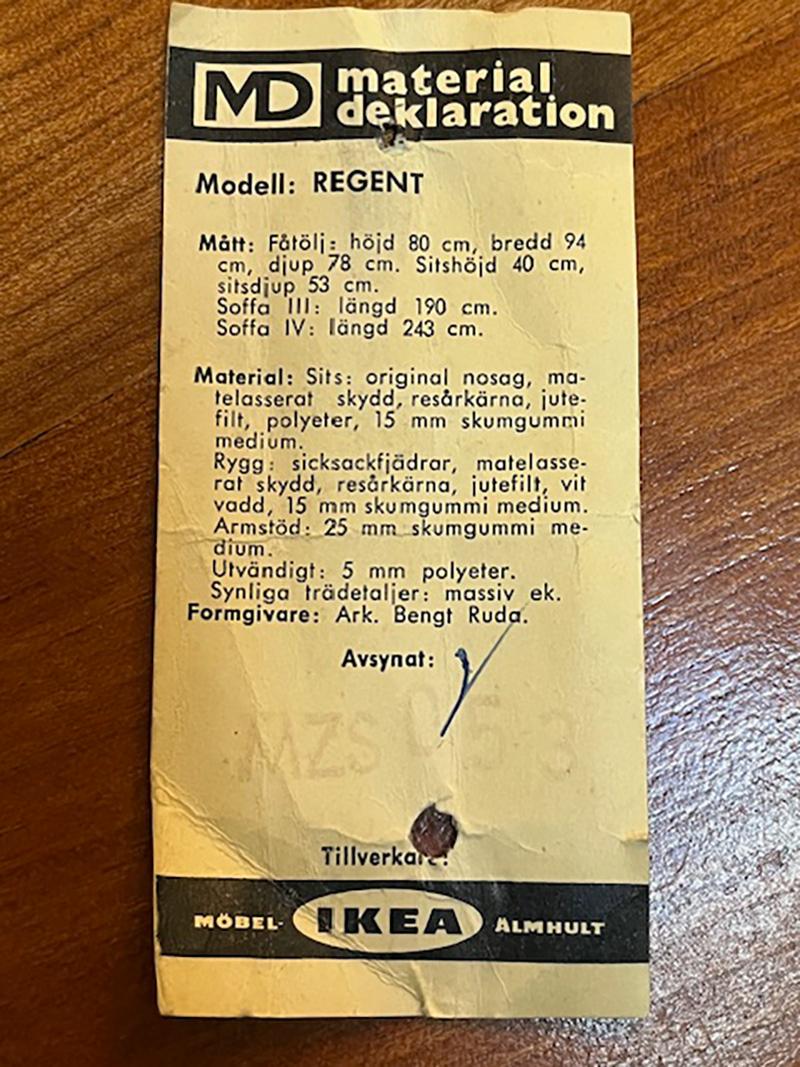 MD material
deklaration
Modell: REGENT
Mått: Fåtölj: höjd 80 cm, bredd 94
cm, djup 78 cm. Sitshöjd 40 cm,
sitsdjup 53 cm.
Soffa III: längd 190 cm.
Soffa IV: längd 243 cm.
Material: Sits: original nosag, ma-
telasserat skydd, resårkärna, jute-
filt, polyeter, 15 mm skumgummi
medium.
Rygg: sicksackfjädrar, matelasse-
rat skydd, resårkärna, jutefilt, vit
vadd, 15 mm skumgummi medium.
Armstöd: 25 mm skumgummi me-
dium.
Utvändigt: 5 mm polyeter.
Synliga trädetaljer: massiv ek.
Formgivare: Ark. Bengt Ruda.
Avsynat:
MZS 053
Tillverkare:
MÖBEL-IKEA ÄLMHULT